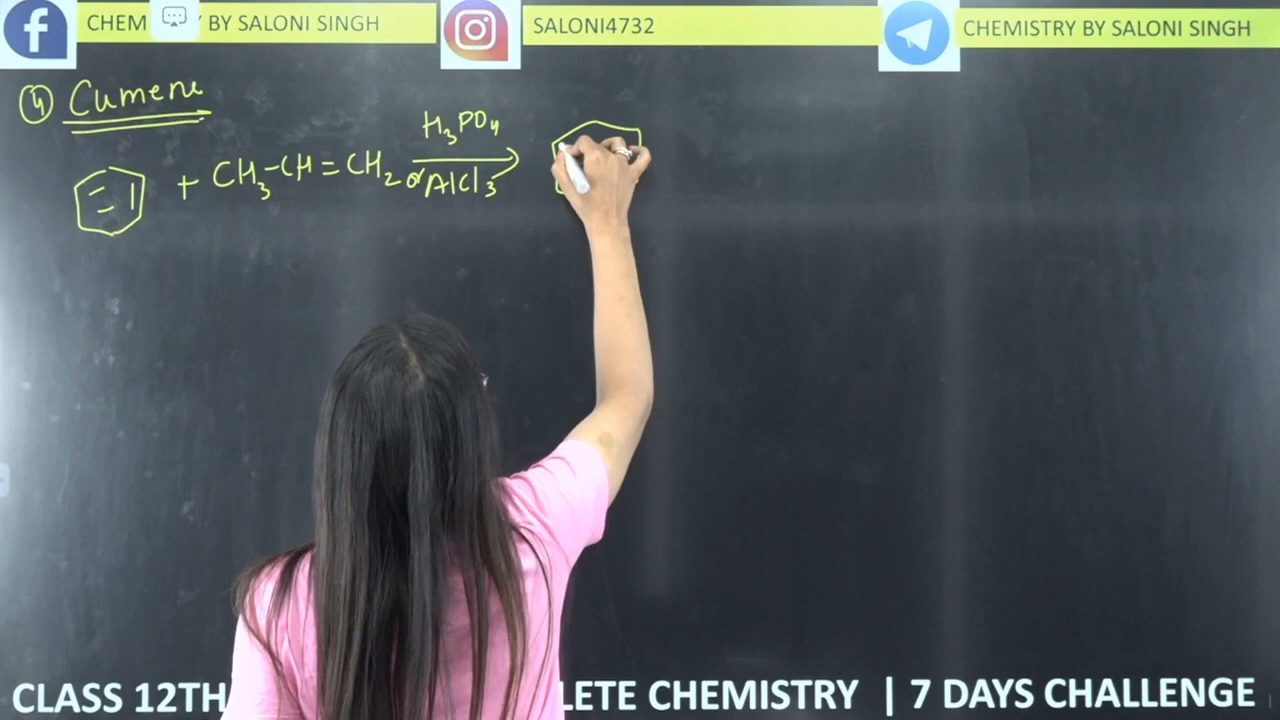 CHEM Y BY SALONI SINGH
SALONI4732
CHEMISTRY BY SALONI SINGH
④ Cumene
+ CH₃-CH=CH₂
H₃PO₄
or AlCl₃
CLASS 12TH LETE CHEMISTRY | 7 DAYS CHALLENGE